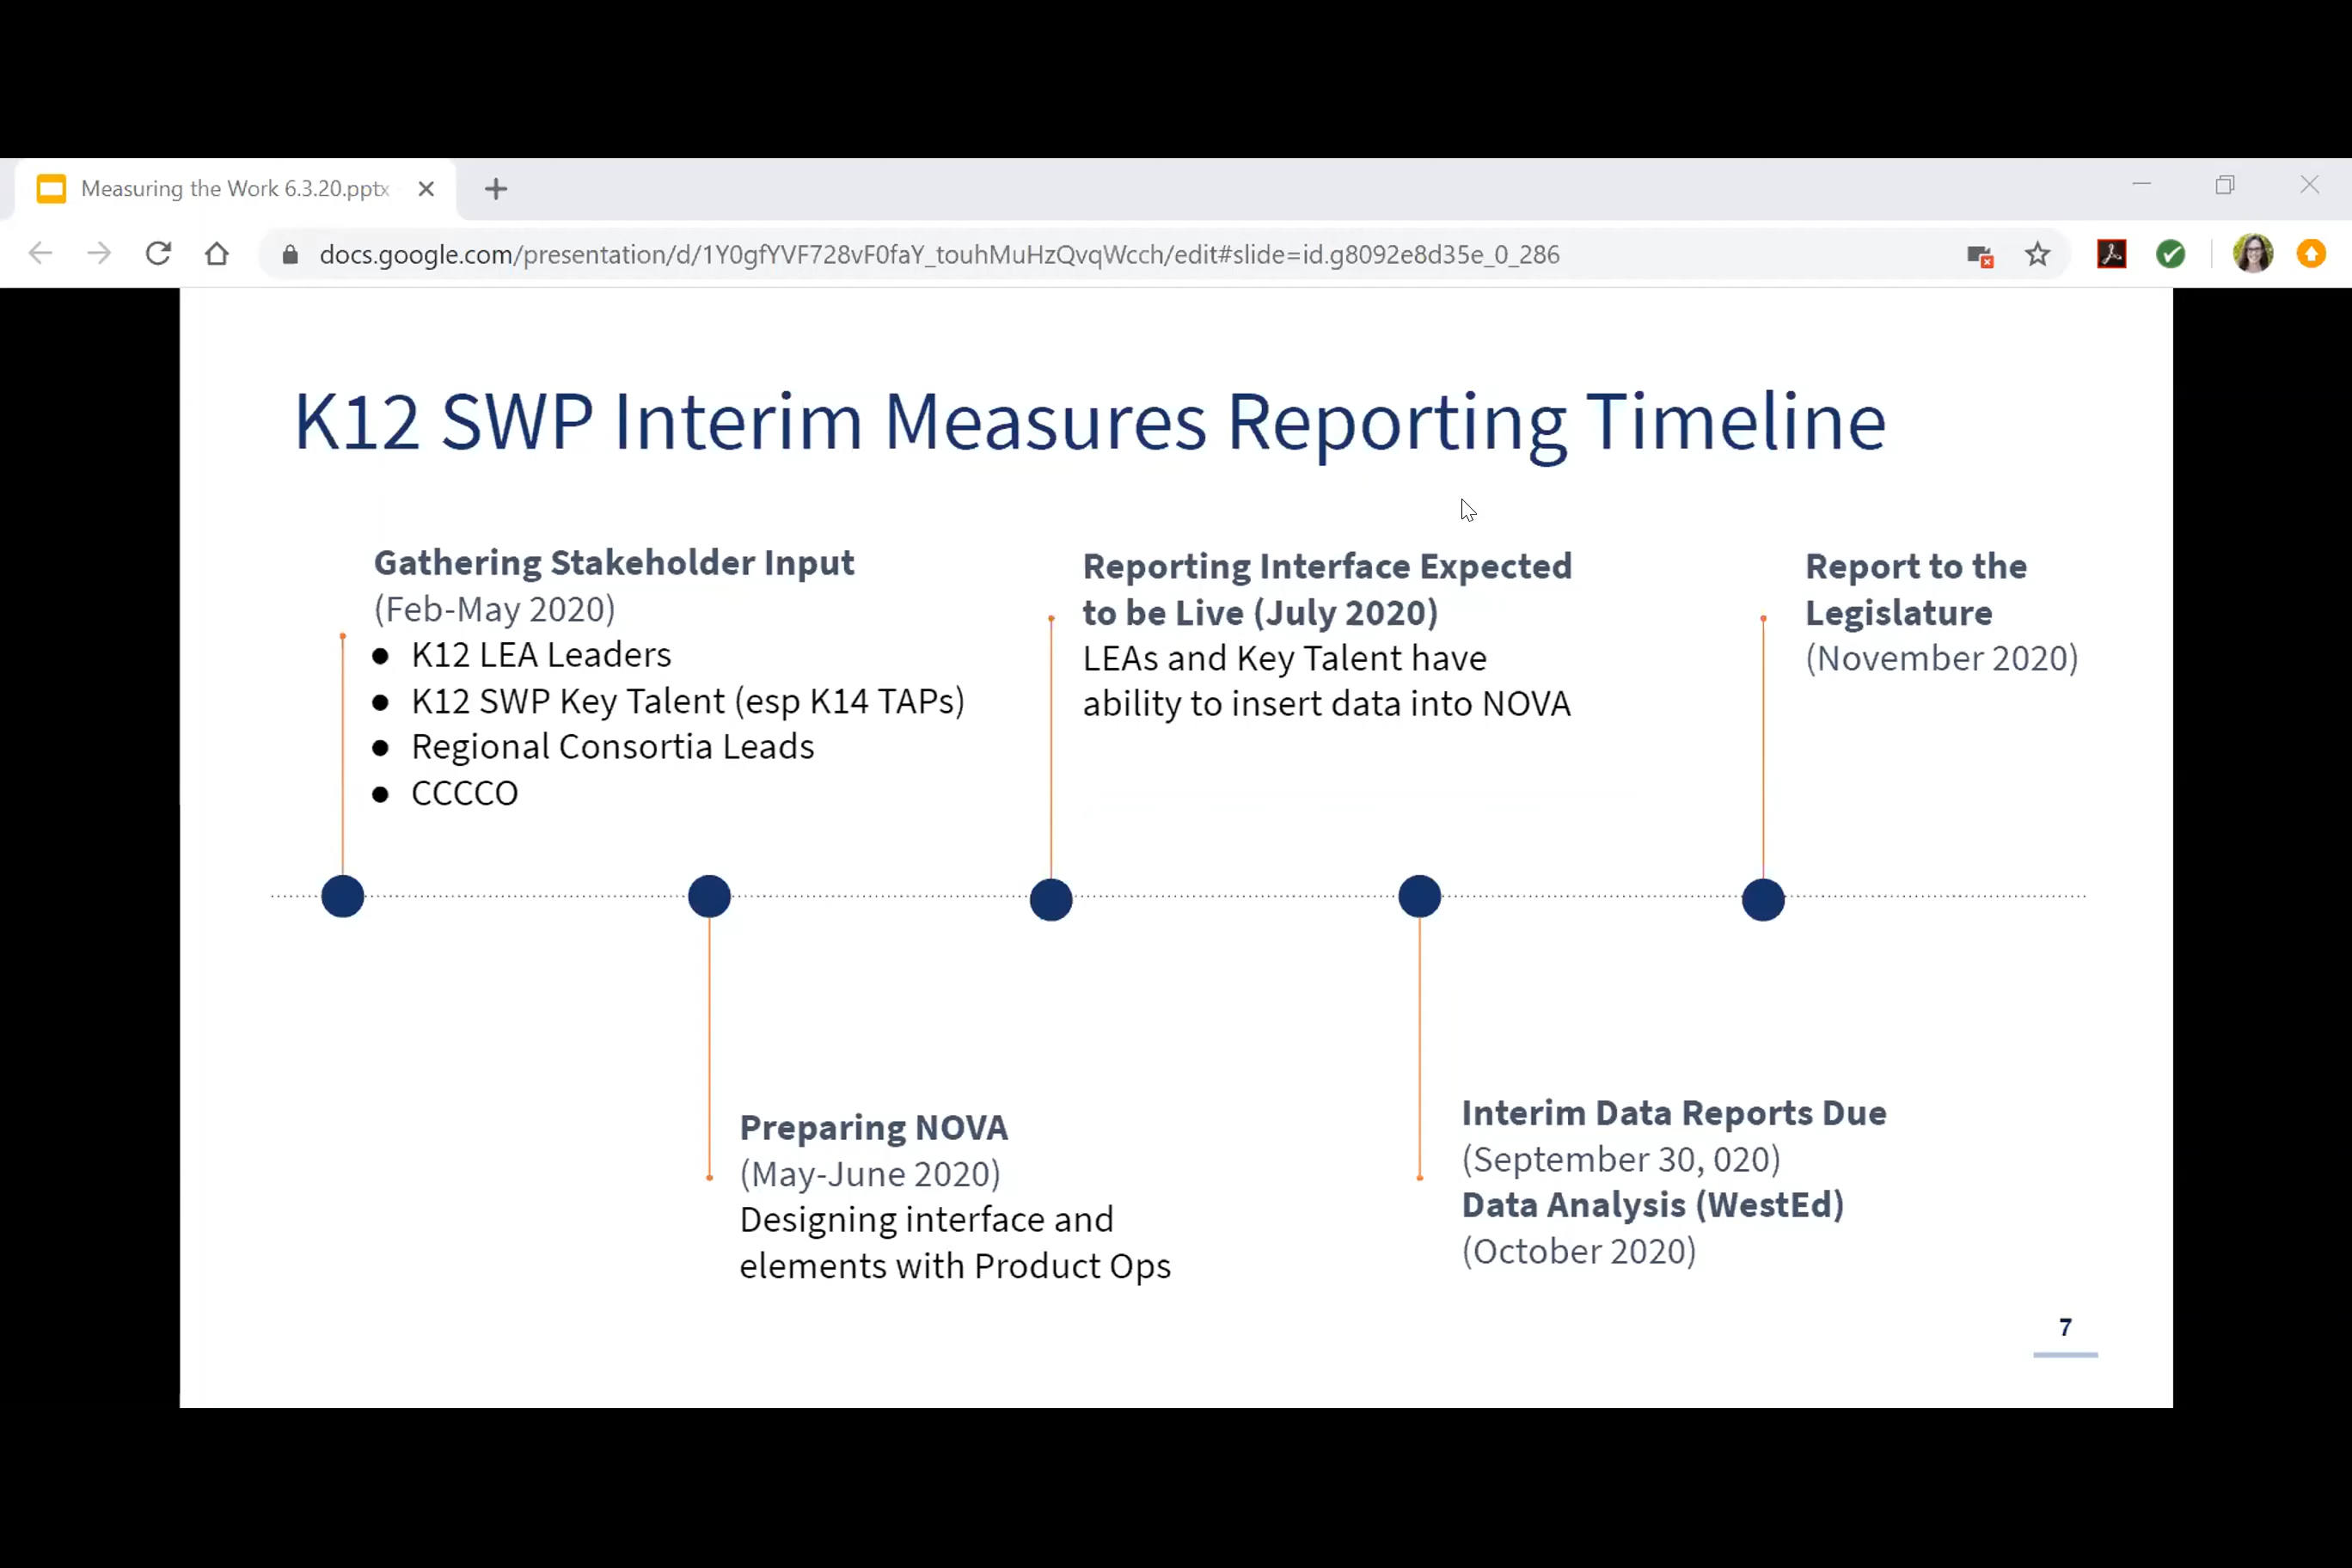 Measuring the Work 6.3.20.pptx
docs.google.com/presentation/d/1Y0gfYVF728vF0faY_touhMuHzQvqWcch/edit#slide=id.g8092e8d35e_0_286
K12 SWP Interim Measures Reporting Timeline
Gathering Stakeholder Input
(Feb-May 2020)
● K12 LEA Leaders
● K12 SWP Key Talent (esp K14 TAPs)
● Regional Consortia Leads
● CCCCO
Reporting Interface Expected
to be Live (July 2020)
LEAs and Key Talent have
ability to insert data into NOVA
Report to the
Legislature
(November 2020)
Preparing NOVA
(May-June 2020)
Designing interface and
elements with Product Ops
Interim Data Reports Due
(September 30, 020)
Data Analysis (WestEd)
(October 2020)
7